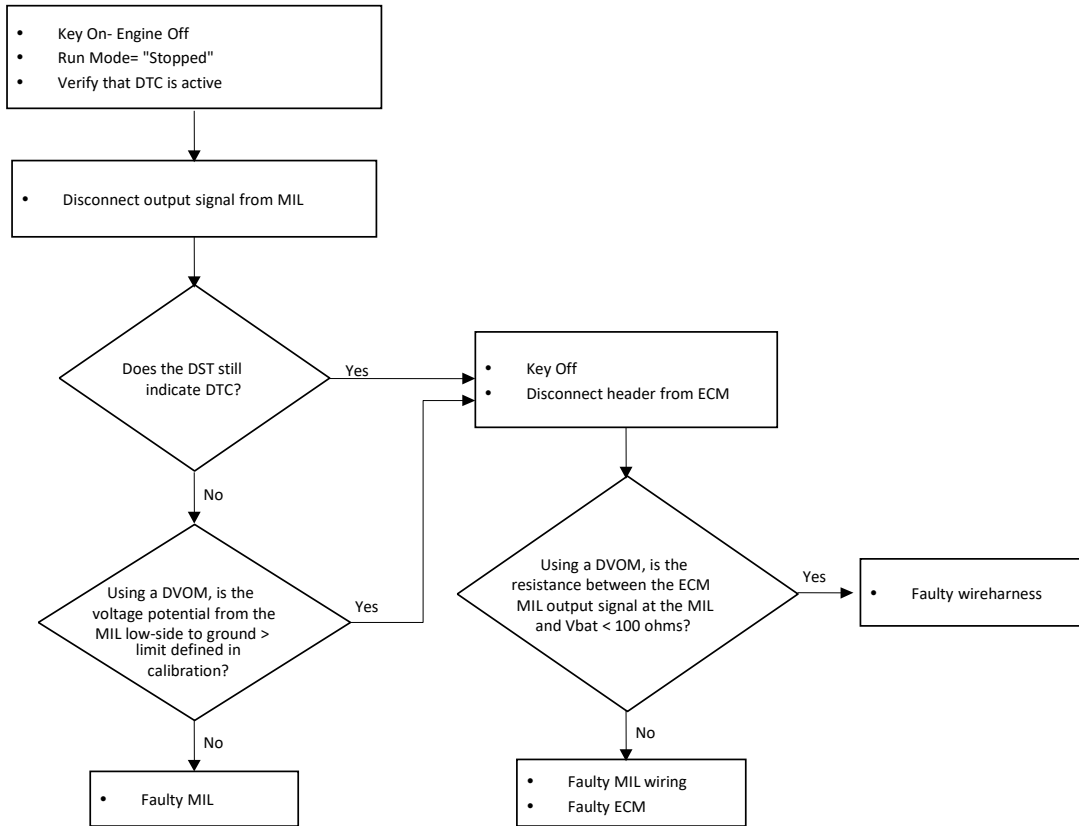 • Key On- Engine Off
• Run Mode= "Stopped"
• Verify that DTC is active
• Disconnect output signal from MIL
Does the DST still
indicate DTC?
Yes
No
• Key Off
• Disconnect header from ECM
Using a DVOM, is the
voltage potential from the
MIL low-side to ground >
limit defined in
calibration?
Yes
No
• Faulty MIL
Using a DVOM, is the
resistance between the ECM
MIL output signal at the MIL
and Vbat < 100 ohms?
Yes
• Faulty wireharness
No
• Faulty MIL wiring
• Faulty ECM